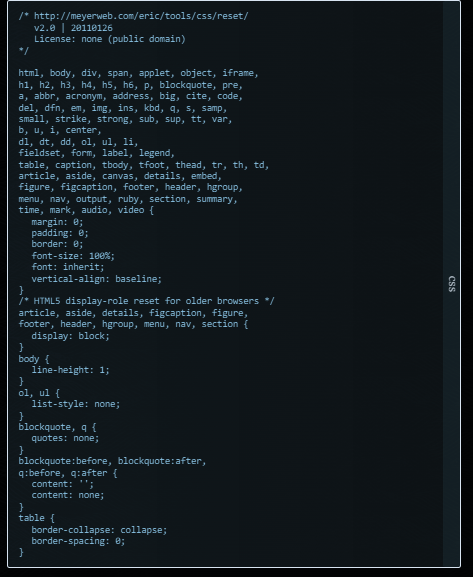 /* http://meyerweb.com/eric/tools/css/reset/
   v2.0 | 20110126
   License: none (public domain)
*/

html, body, div, span, applet, object, iframe,
h1, h2, h3, h4, h5, h6, p, blockquote, pre,
a, abbr, acronym, address, big, cite, code,
del, dfn, em, img, ins, kbd, q, s, samp,
small, strike, strong, sub, sup, tt, var,
b, u, i, center,
dl, dt, dd, ol, ul, li,
fieldset, form, label, legend,
table, caption, tbody, tfoot, thead, tr, th, td,
article, aside, canvas, details, embed,
figure, figcaption, footer, header, hgroup,
menu, nav, output, ruby, section, summary,
time, mark, audio, video {
  margin: 0;
  padding: 0;
  border: 0;
  font-size: 100%;
  font: inherit;
  vertical-align: baseline;
}
/* HTML5 display-role reset for older browsers */
article, aside, details, figcaption, figure,
footer, header, hgroup, menu, nav, section {
  display: block;
}
body {
  line-height: 1;
}
ol, ul {
  list-style: none;
}
blockquote, q {
  quotes: none;
}
blockquote:before, blockquote:after,
q:before, q:after {
  content: '';
  content: none;
}
table {
  border-collapse: collapse;
  border-spacing: 0;
}
CSS